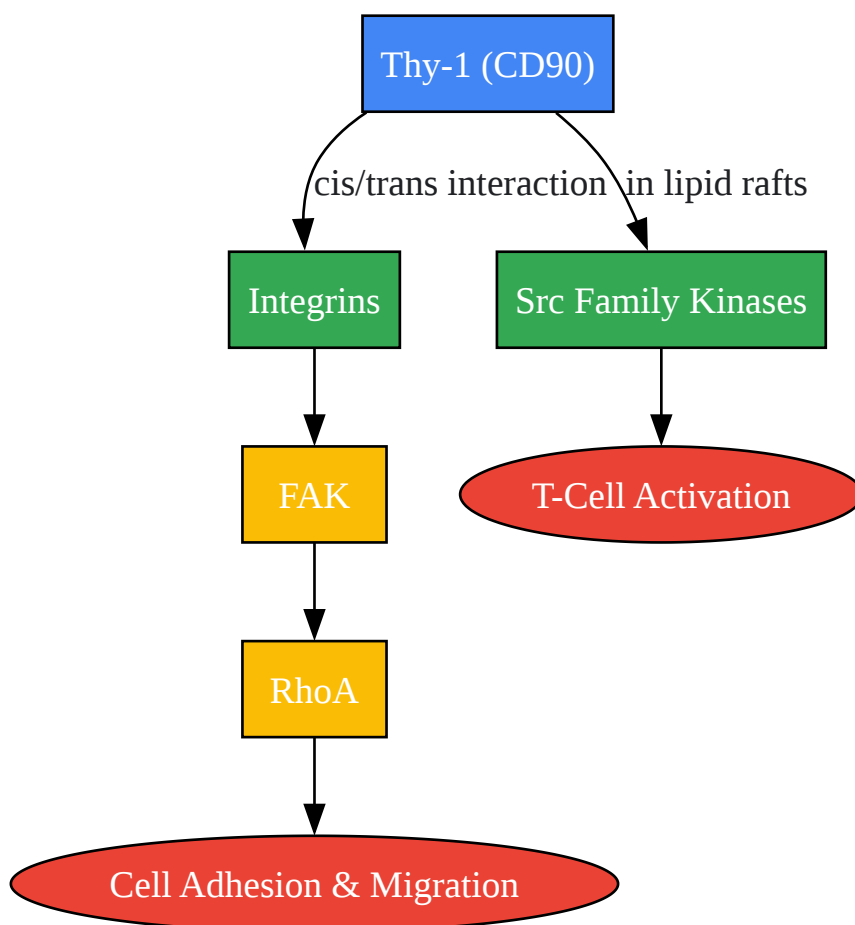 Thy-1 (CD90)
cis/trans interaction
in lipid rafts
Integrins
Src Family Kinases
FAK
T-Cell Activation
RhoA
Cell Adhesion & Migration